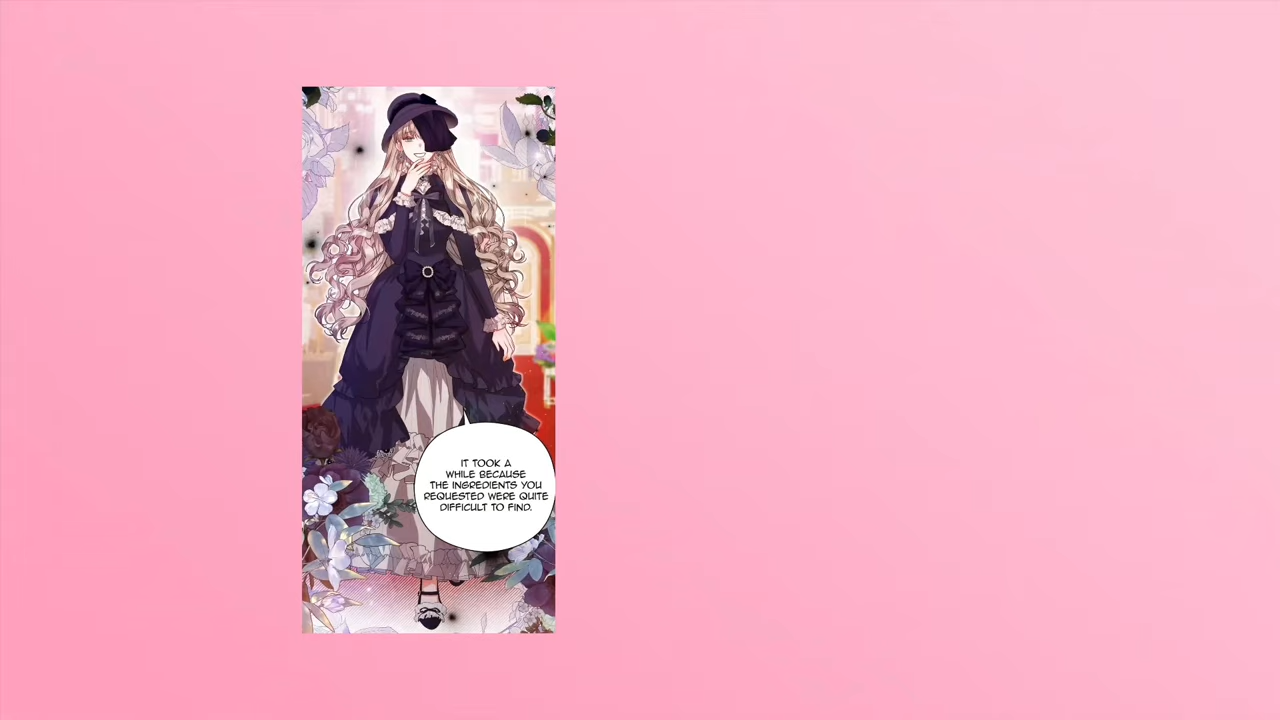 IT TOOK A
WHILE BECAUSE
THE INGREDIENTS YOU
REQUESTED WERE QUITE
DIFFICULT TO FIND.